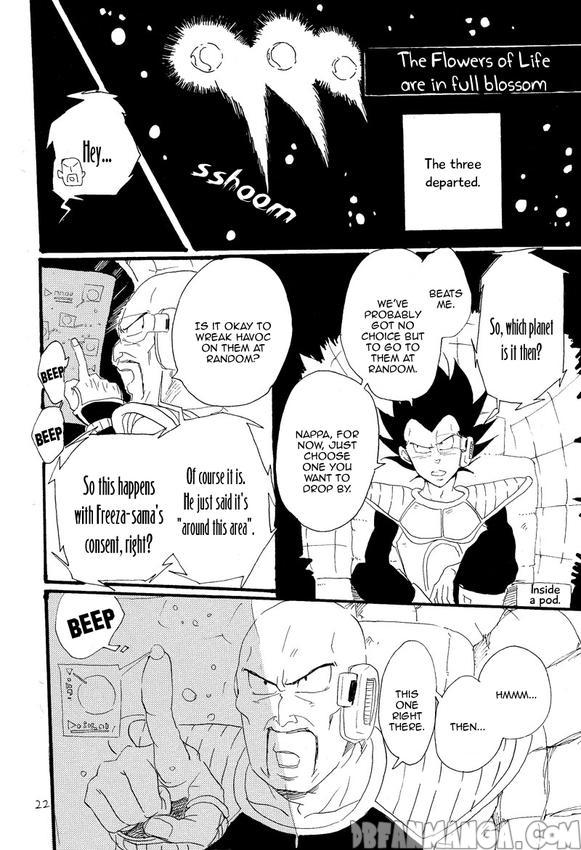 The Flowers of Life
are in full blossom
The three
departed.
Hey...
sshoom
So, which planet
is it then?
BEATS
ME.
WE'VE
PROBABLY
GOT NO
CHOICE BUT
TO GO TO
THEM AT
RANDOM.
NAPPA, FOR
NOW, JUST
CHOOSE
ONE YOU
WANT TO
DROP BY.
Inside
a pod.
IS IT OKAY TO
WREAK HAVOC
ON THEM AT
RANDOM?
BEEP
BEEP
Of course it is.
He just said it's
"around this area".
So this happens
with Freeza-sama's
consent, right?
HMMM...
THEN...
THIS
ONE
RIGHT
THERE.
BEEP
22
DBFANMANGA.COM